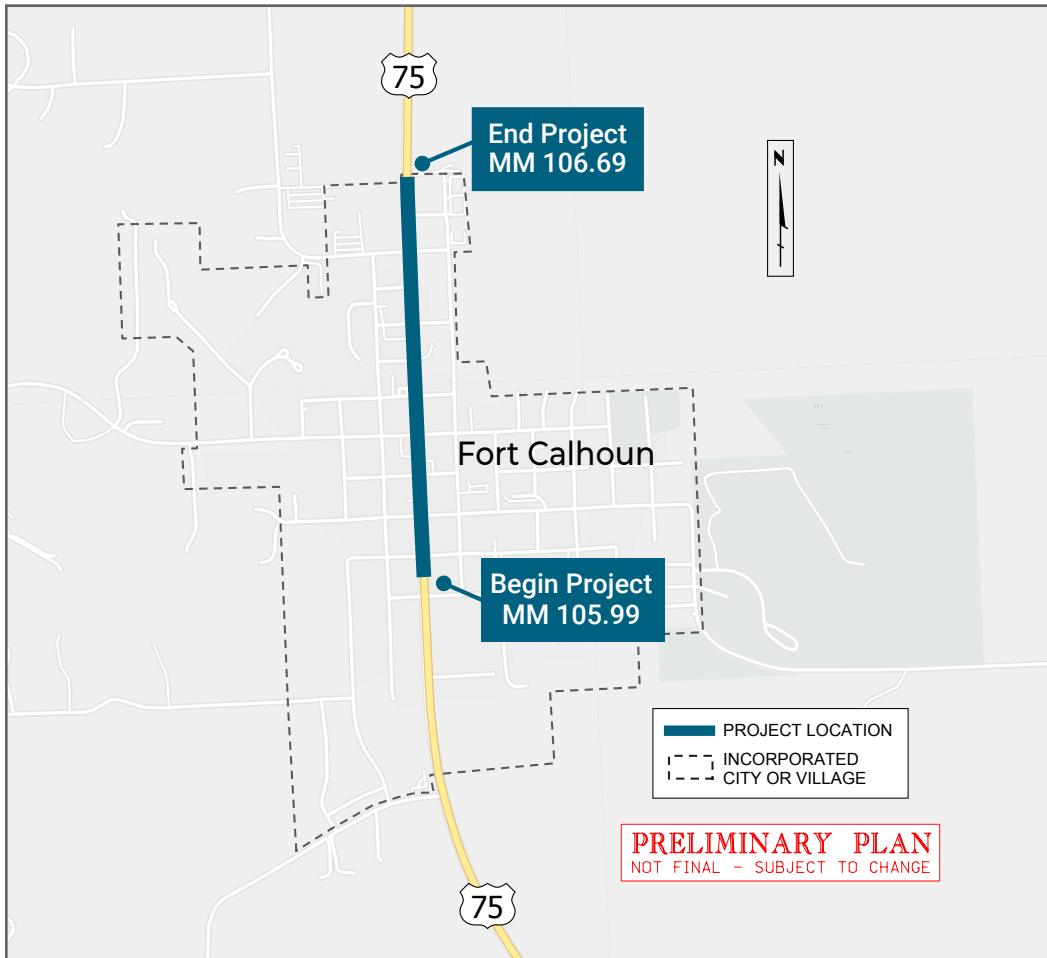 75
End Project
MM 106.69
N
Fort Calhoun
Begin Project
MM 105.99
PROJECT LOCATION
INCORPORATED
CITY OR VILLAGE
PRELIMINARY PLAN
NOT FINAL - SUBJECT TO CHANGE
75